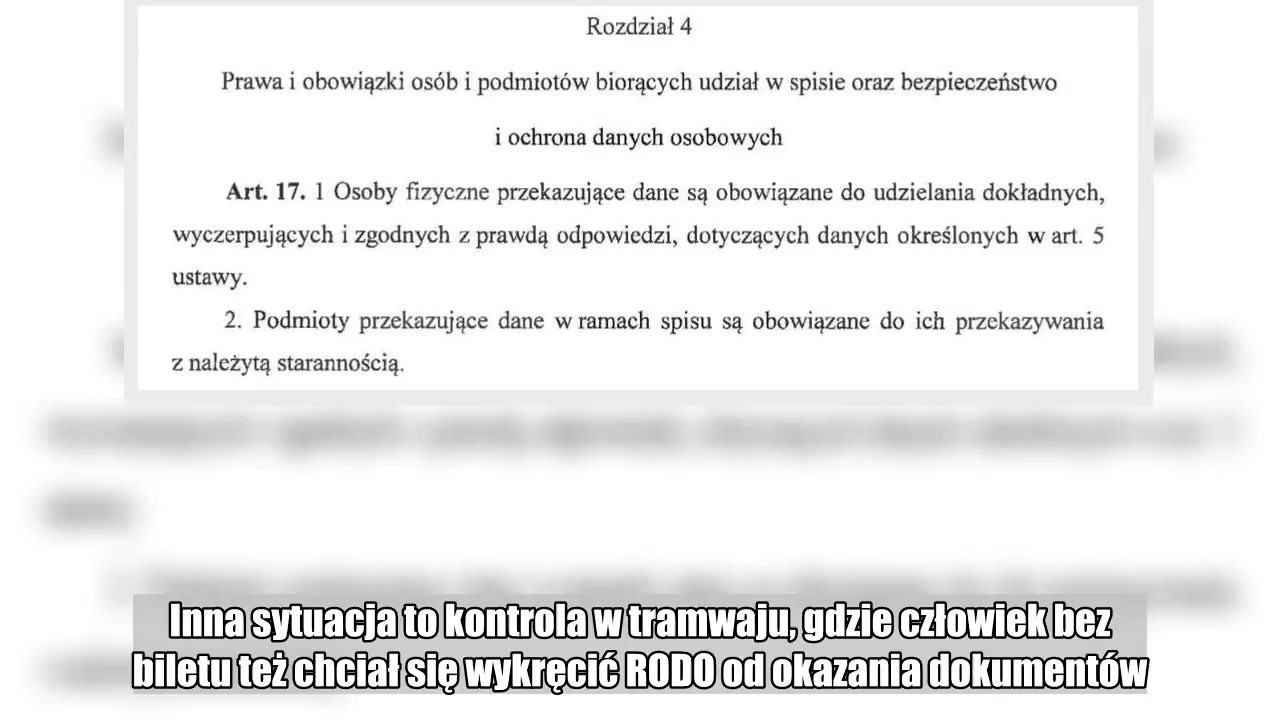 Rozdział 4
Prawa i obowiązki osób i podmiotów biorących udział w spisie oraz bezpieczeństwo
i ochrona danych osobowych
Art. 17. 1 Osoby fizyczne przekazujące dane są obowiązane do udzielania dokładnych,
wyczerpujących i zgodnych z prawdą odpowiedzi, dotyczących danych określonych w art. 5
ustawy.
2. Podmioty przekazujące dane w ramach spisu są obowiązane do ich przekazywania
z należytą starannością.
Inna sytuacja to kontrola w tramwaju, gdzie człowiek bez
biletu też chciał się wykręcić RODO od okazania dokumentów